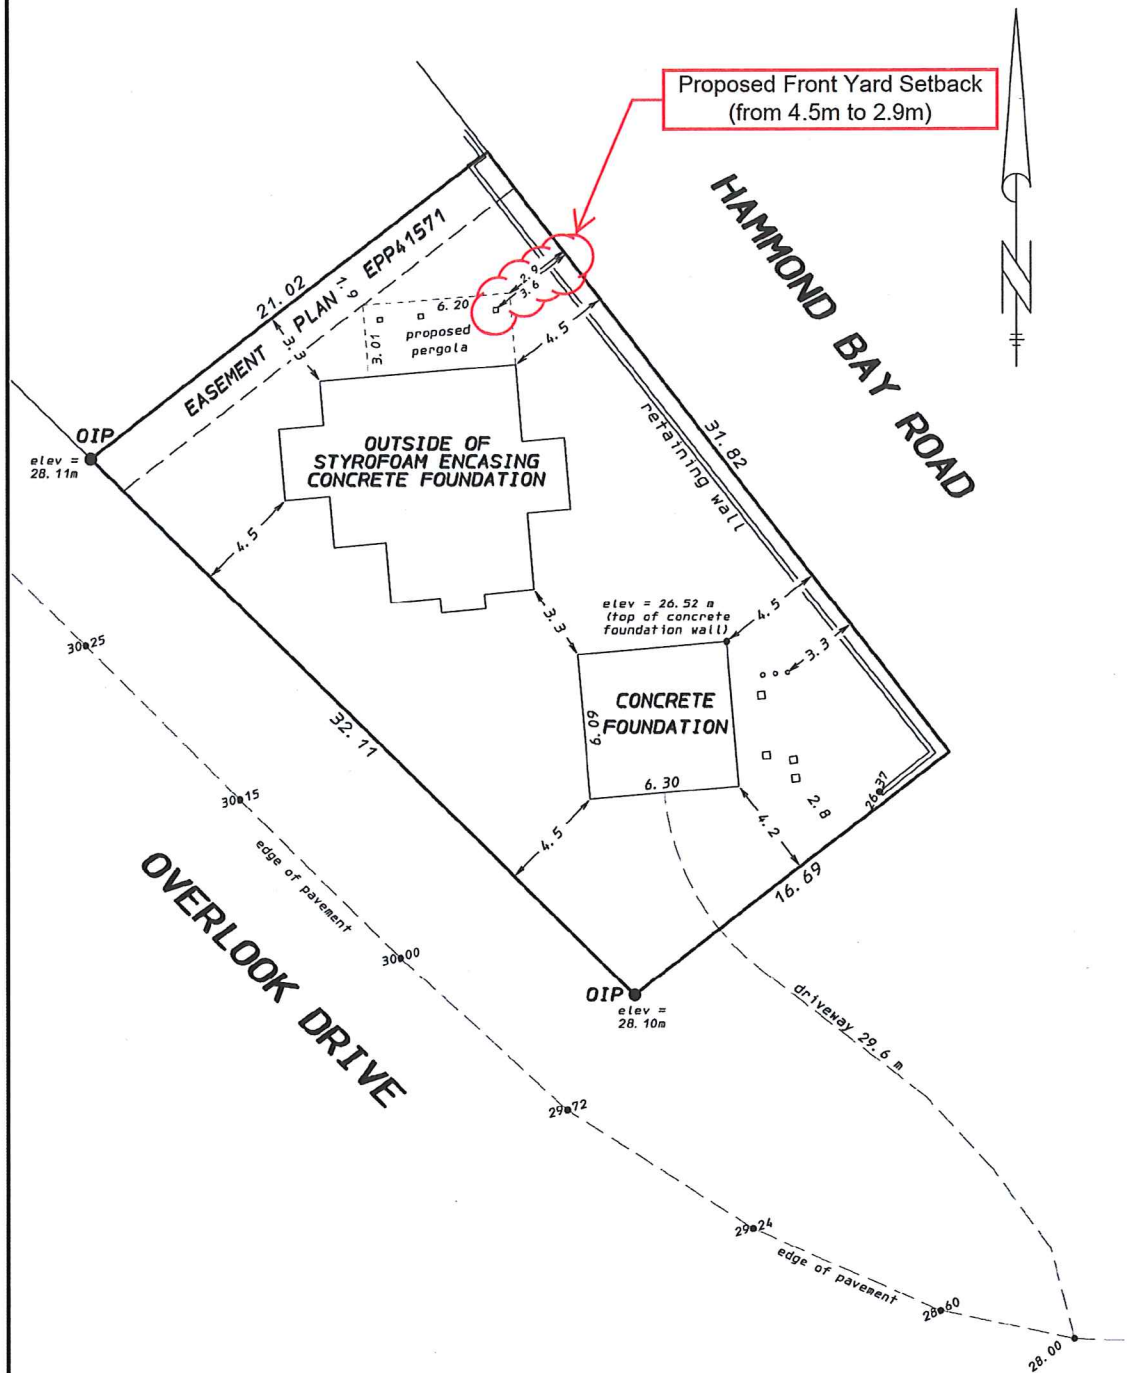 Proposed Front Yard Setback
(from 4.5m to 2.9m)
HAMMOND BAY ROAD
N
21.02
EASEMENT PLAN EPP41571
1.9
3.3
2.9
3.6
6.20
3.01
proposed
pergola
4.5
OIP
elev =
28.11m
OUTSIDE OF
STYROFOAM ENCASING
CONCRETE FOUNDATION
retaining wall
31.82
4.5
3.3
elev = 26.52 m
(top of concrete
foundation wall)
4.5
3.3
30.25
32.11
CONCRETE
FOUNDATION
6.09
6.30
2.8
26.37
30.15
4.5
4.2
16.69
edge of pavement
OVERLOOK DRIVE
30.00
OIP
elev =
28.10m
driveway 29.6 m
29.72
29.24
edge of pavement
28.60
28.00